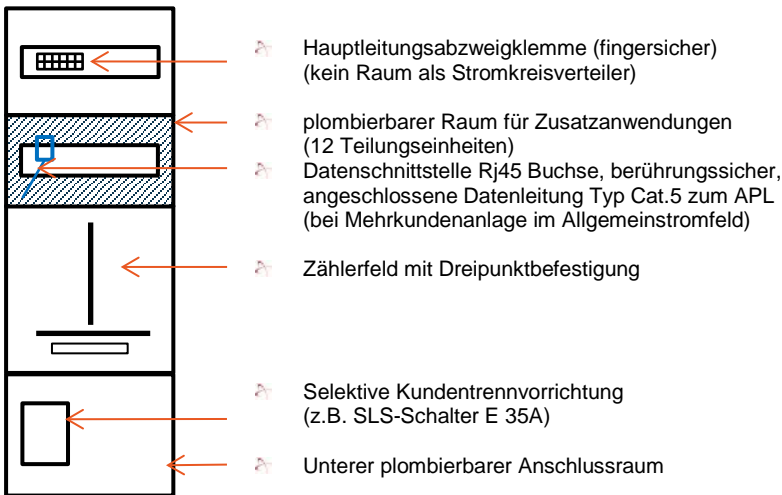 Hauptleitungsabzweigklemme (fingersicher)
(kein Raum als Stromkreisverteiler)
plombierbarer Raum für Zusatzanwendungen
(12 Teilungseinheiten)
Datenschnittstelle Rj45 Buchse, berührungssicher,
angeschlossene Datenleitung Typ Cat.5 zum APL
(bei Mehrkundenanlage im Allgemeinstromfeld)
Zählerfeld mit Dreipunktbefestigung
Selektive Kundentrennvorrichtung
(z.B. SLS-Schalter E 35A)
Unterer plombierbarer Anschlussraum